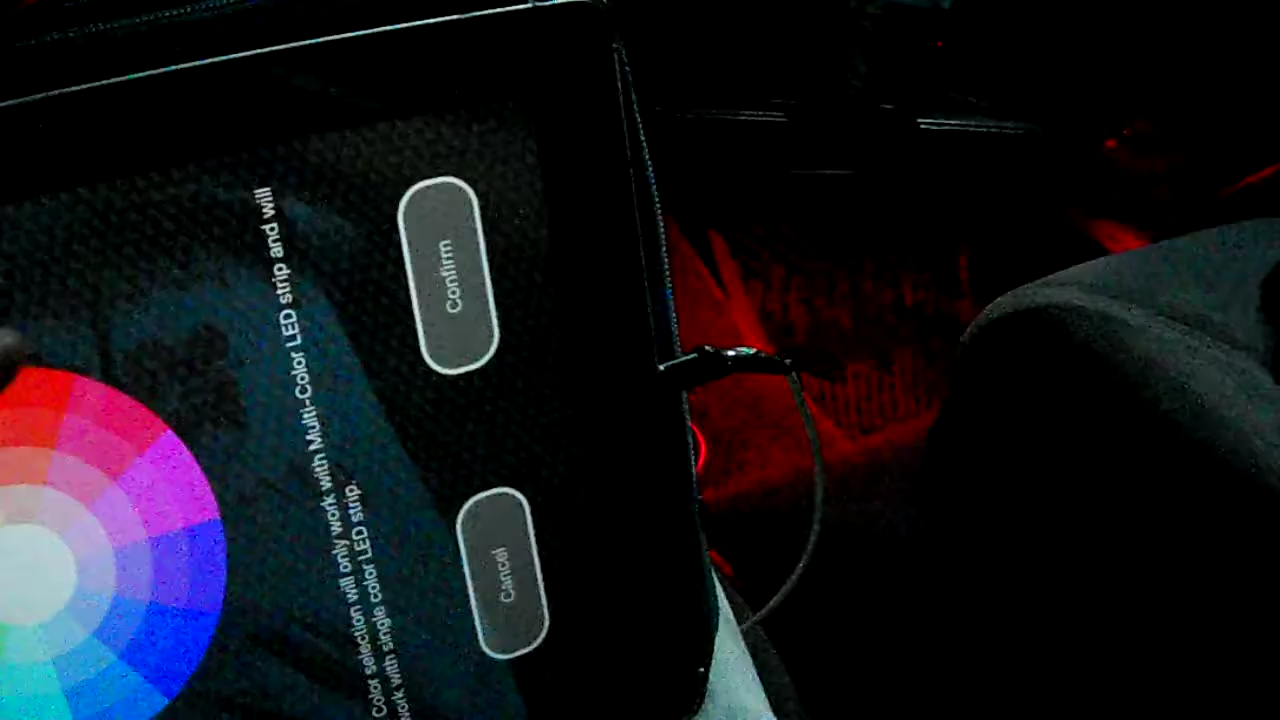 Color selection will only work with Multi-Color LED strip and will
work with single color LED strip.
Confirm
Cancel